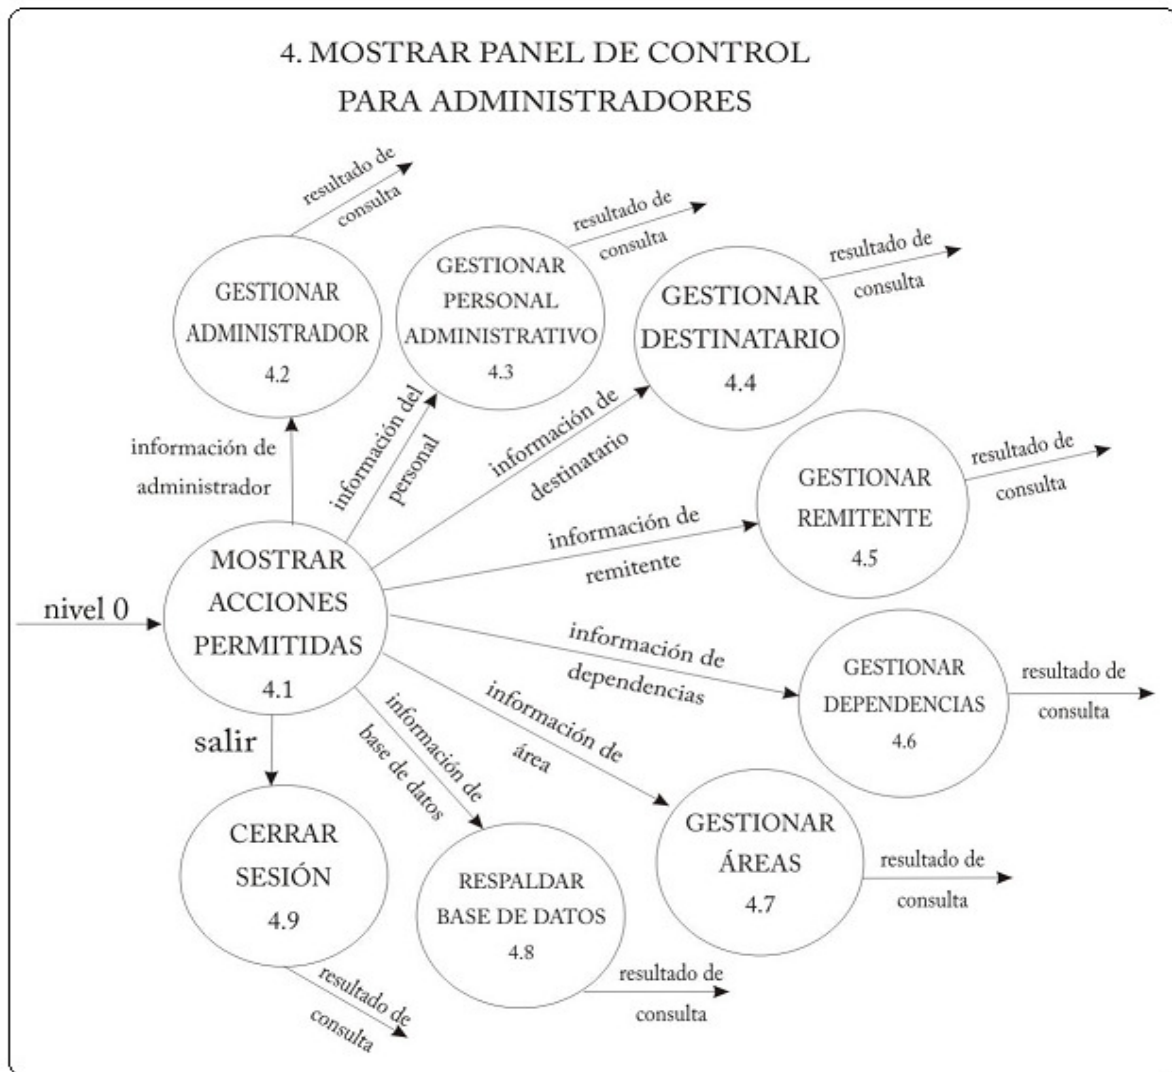 4. MOSTRAR PANEL DE CONTROL
PARA ADMINISTRADORES
resultado de
consulta
GESTIONAR
ADMINISTRADOR
4.2
resultado de
consulta
GESTIONAR
PERSONAL
ADMINISTRATIVO
4.3
resultado de
consulta
GESTIONAR
DESTINATARIO
4.4
información de
administrador
información del
personal
información de
destinatario
resultado de
consulta
GESTIONAR
REMITENTE
4.5
información de
remitente
nivel 0
MOSTRAR
ACCIONES
PERMITIDAS
4.1
información de
dependencias
GESTIONAR
DEPENDENCIAS
4.6
resultado de
consulta
salir
información de
base de datos
información de
área
GESTIONAR
ÁREAS
4.7
resultado de
consulta
CERRAR
SESIÓN
4.9
resultado de
consulta
RESPALDAR
BASE DE DATOS
4.8
resultado de
consulta